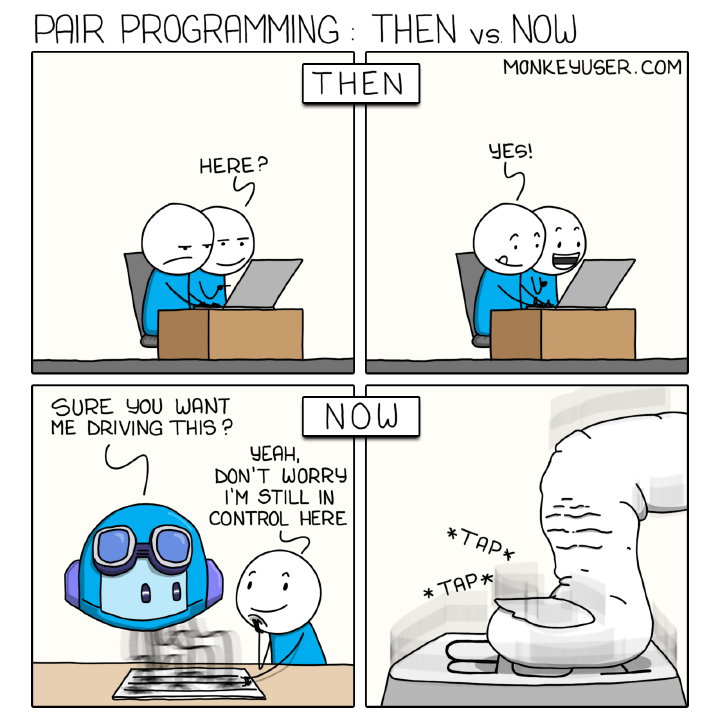 PAIR PROGRAMMING : THEN vs. NOW
THEN
MONKEYUSER.COM
HERE?
YES!
NOW
SURE YOU WANT
ME DRIVING THIS?
YEAH,
DON'T WORRY
I'M STILL IN
CONTROL HERE
*TAP*
*TAP*